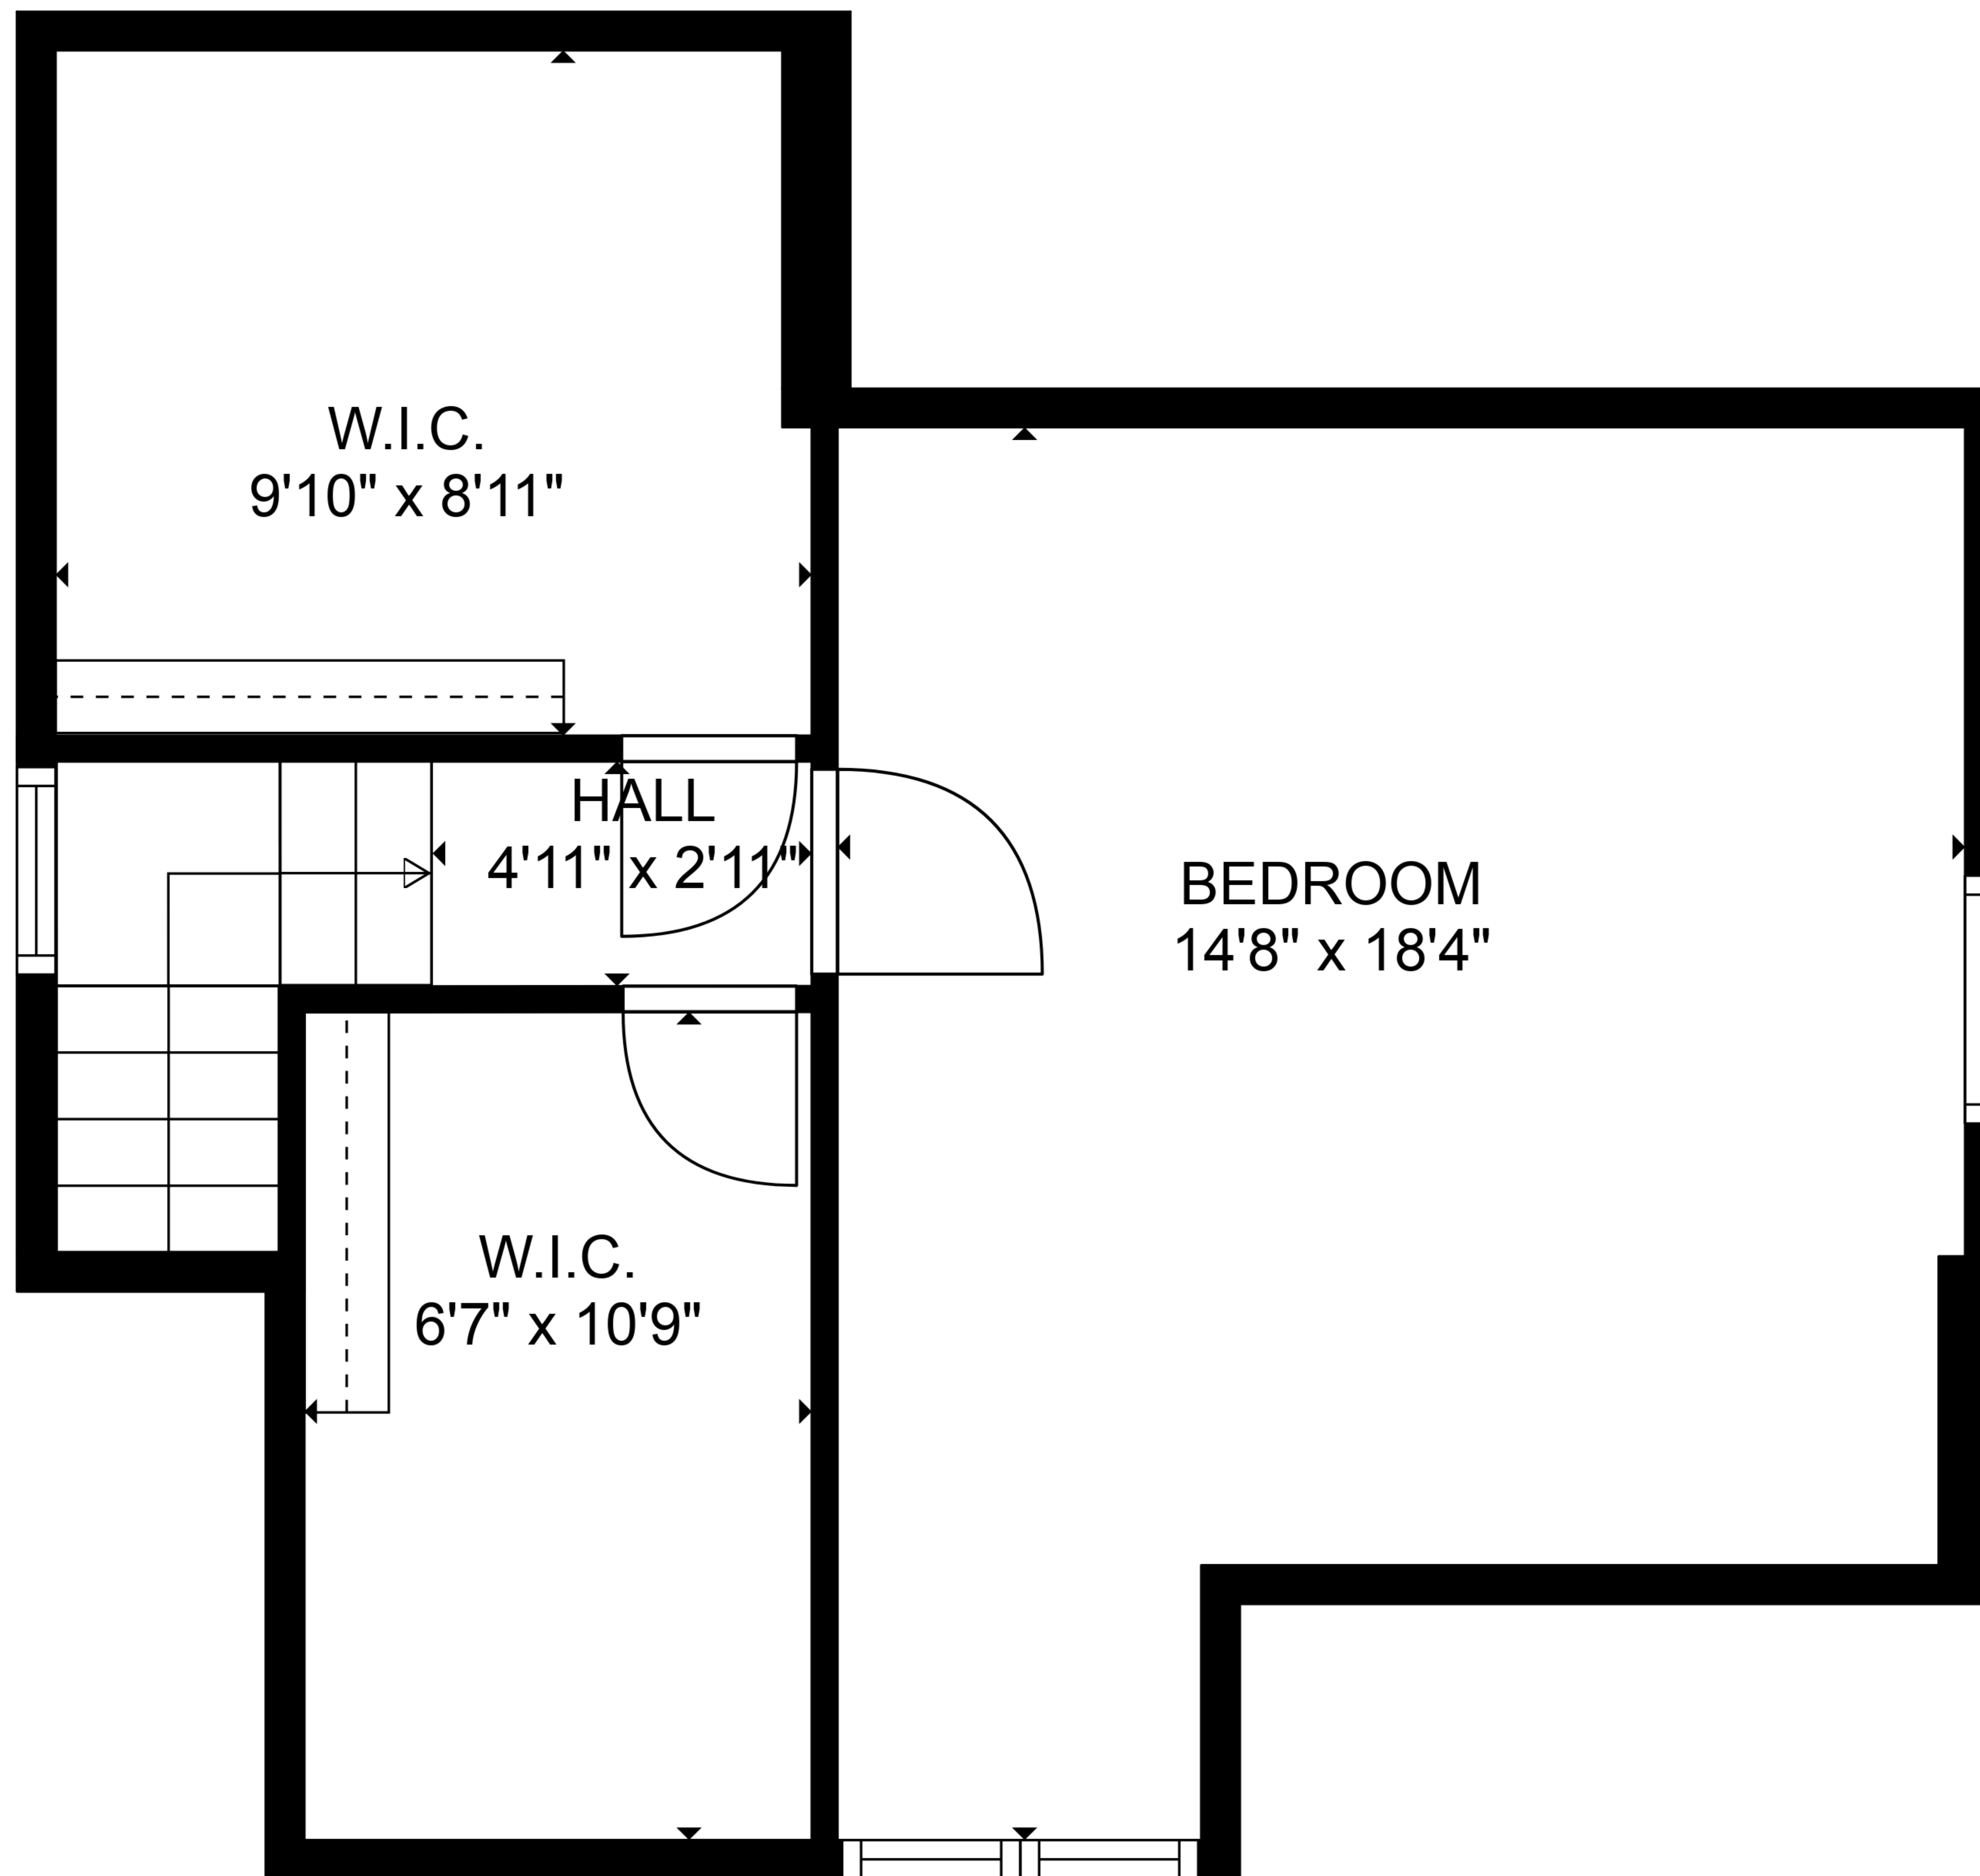 W.I.C.
9'10" x 8'11"
HALL
4'11" x 2'11"
BEDROOM
14'8" x 18'4"
W.I.C.
6'7" x 10'9"